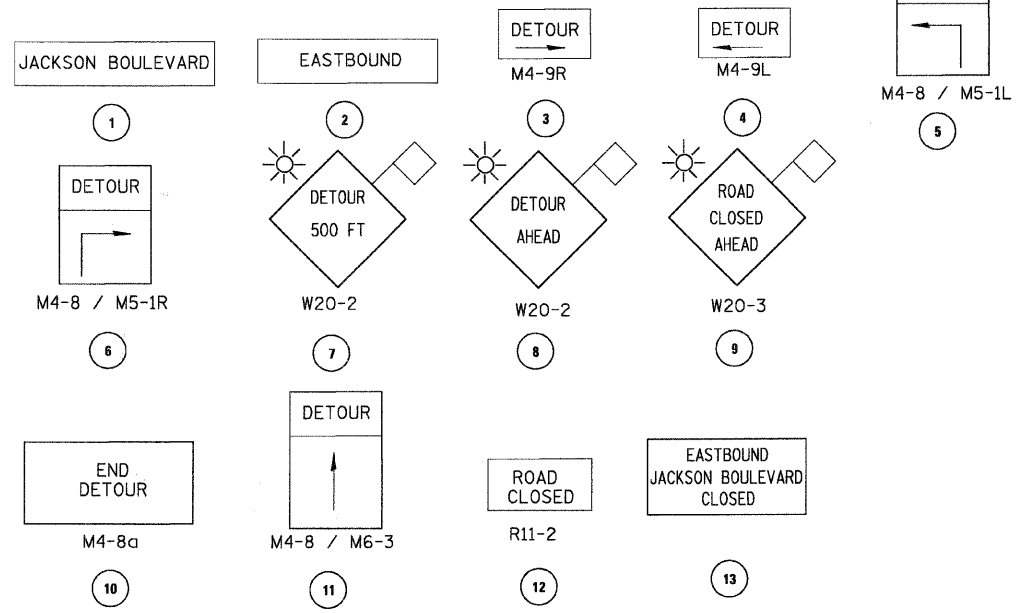 JACKSON BOULEVARD
1
EASTBOUND
2
DETOUR
M4-9R
3
DETOUR
M4-9L
4
M4-8 / M5-1L
5
DETOUR
M4-8 / M5-1R
6
DETOUR
500 FT
W20-2
7
DETOUR
AHEAD
W20-2
8
ROAD
CLOSED
AHEAD
W20-3
9
END
DETOUR
M4-8a
10
DETOUR
M4-8 / M6-3
11
ROAD
CLOSED
R11-2
12
EASTBOUND
JACKSON BOULEVARD
CLOSED
13